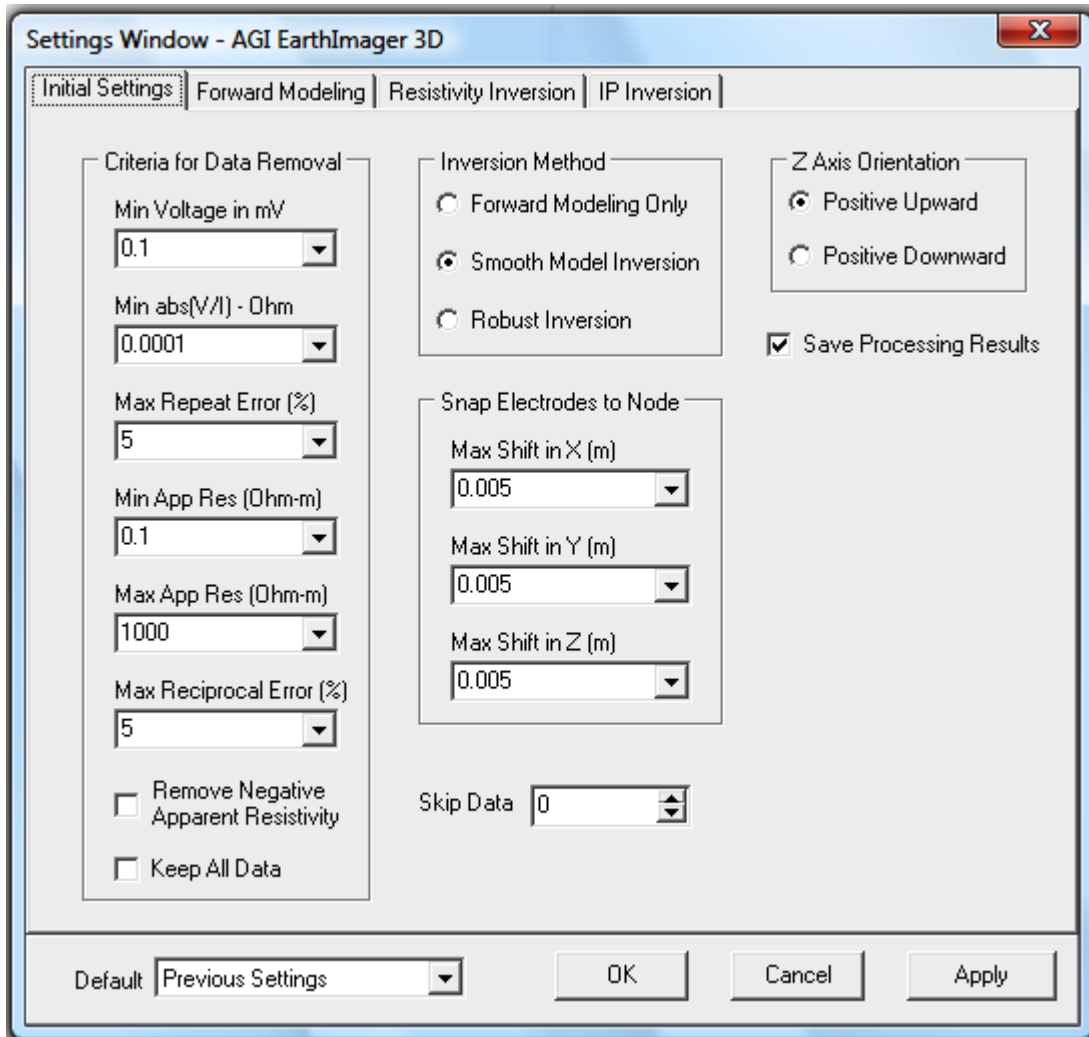 Settings Window - AGI EarthImager 3D
X
Initial Settings
Forward Modeling
Resistivity Inversion
IP Inversion
Criteria for Data Removal
Min Voltage in mV
0.1
Min abs(V/I) - Ohm
0.0001
Max Repeat Error (%)
5
Min App Res (Ohm-m)
0.1
Max App Res (Ohm-m)
1000
Max Reciprocal Error (%)
5
Remove Negative
Apparent Resistivity
Keep All Data
Inversion Method
Forward Modeling Only
Smooth Model Inversion
Robust Inversion
Snap Electrodes to Node
Max Shift in X (m)
0.005
Max Shift in Y (m)
0.005
Max Shift in Z (m)
0.005
Skip Data
0
Z Axis Orientation
Positive Upward
Positive Downward
Save Processing Results
Default
Previous Settings
OK
Cancel
Apply